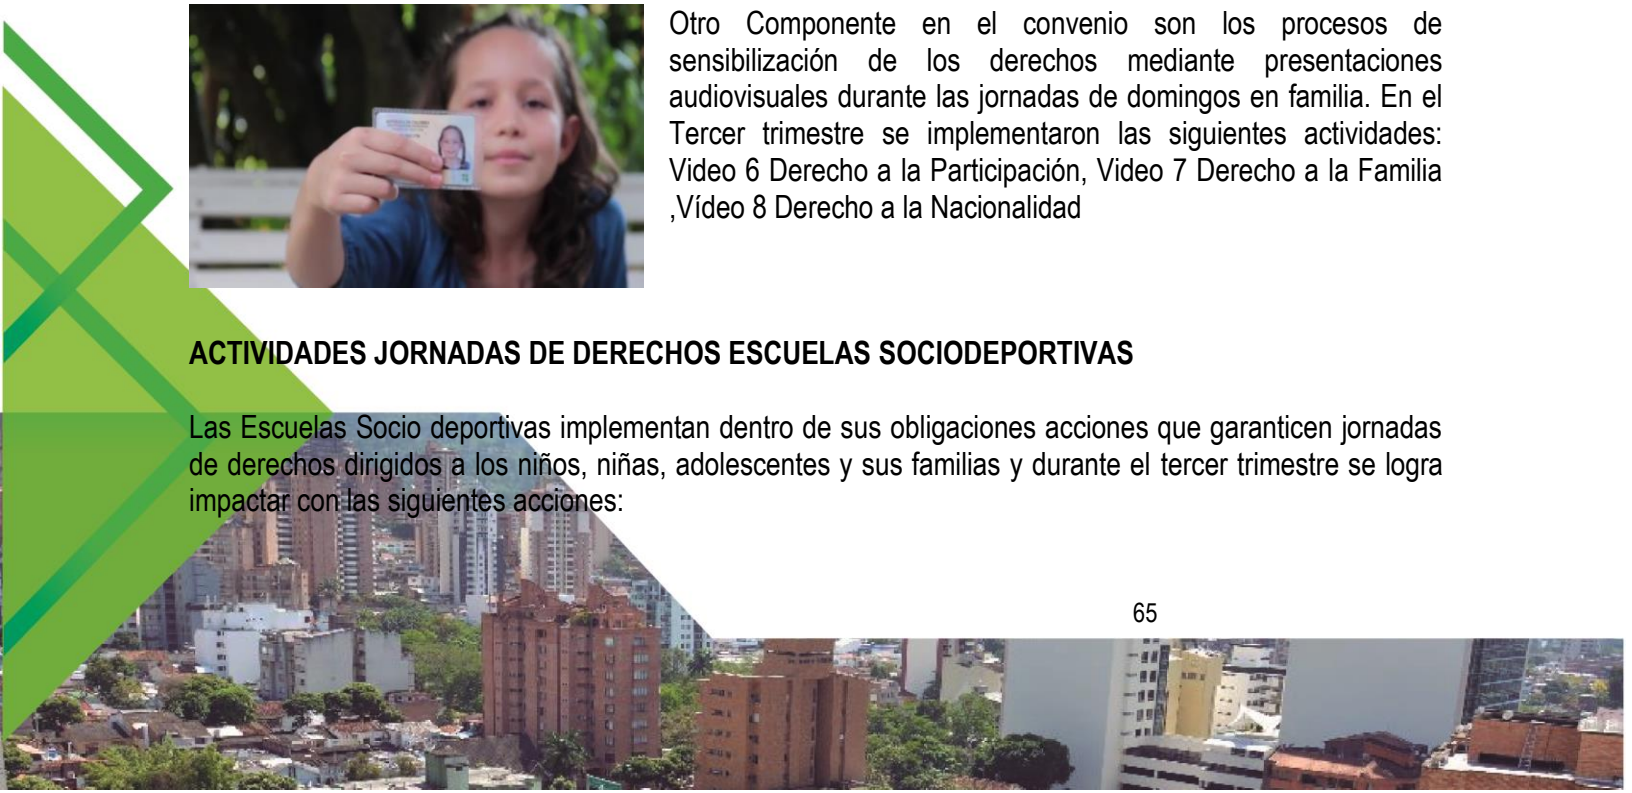 Otro Componente en el convenio son los procesos de
sensibilización de los derechos mediante presentaciones
audiovisuales durante las jornadas de domingos en familia. En el
Tercer trimestre se implementaron las siguientes actividades:
Video 6 Derecho a la Participación, Video 7 Derecho a la Familia
,Vídeo 8 Derecho a la Nacionalidad
ACTIVIDADES JORNADAS DE DERECHOS ESCUELAS SOCIODEPORTIVAS
Las Escuelas Socio deportivas implementan dentro de sus obligaciones acciones que garanticen jornadas
de derechos dirigidos a los niños, niñas, adolescentes y sus familias y durante el tercer trimestre se logra
impactar con las siguientes acciones:
65